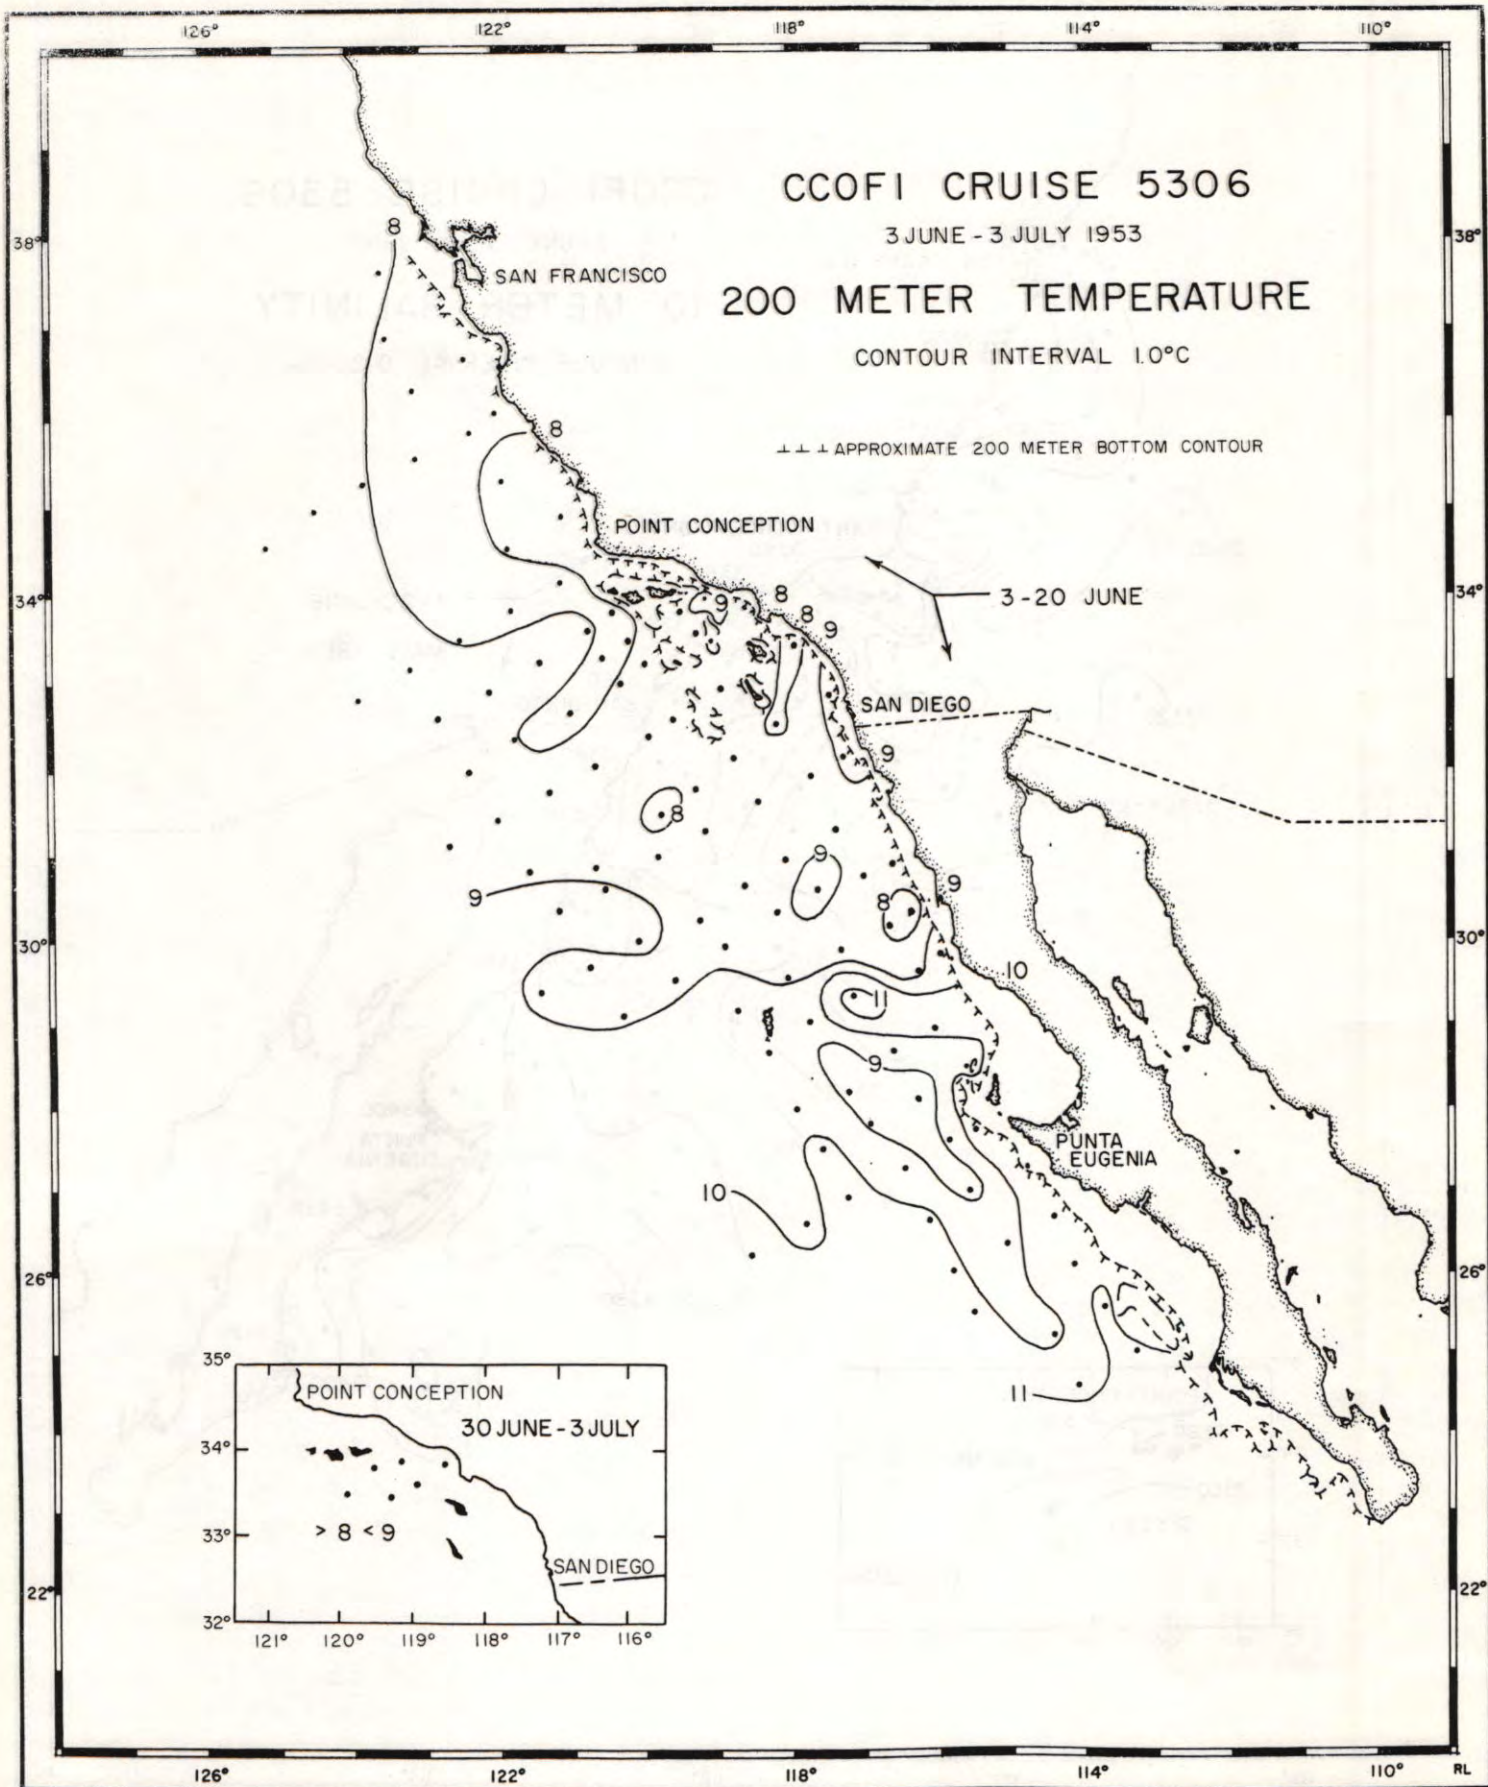 126° 122° 118° 114° 110°
CCOFI CRUISE 5306
3 JUNE - 3 JULY 1953
200 METER TEMPERATURE
CONTOUR INTERVAL 1.0°C
APPROXIMATE 200 METER BOTTOM CONTOUR
8
38° 38°
SAN FRANCISCO
8
POINT CONCEPTION
34° 34°
3-20 JUNE
9
8
8
9
SAN DIEGO
9
8
9
9
9
8
30° 30°
10
11
9
PUNTA
EUGENIA
10
26° 26°
11
35°
POINT CONCEPTION
30 JUNE - 3 JULY
34°
33°
> 8 < 9
SAN DIEGO
32°
121° 120° 119° 118° 117° 116°
22° 22°
126° 122° 118° 114° 110°
RL